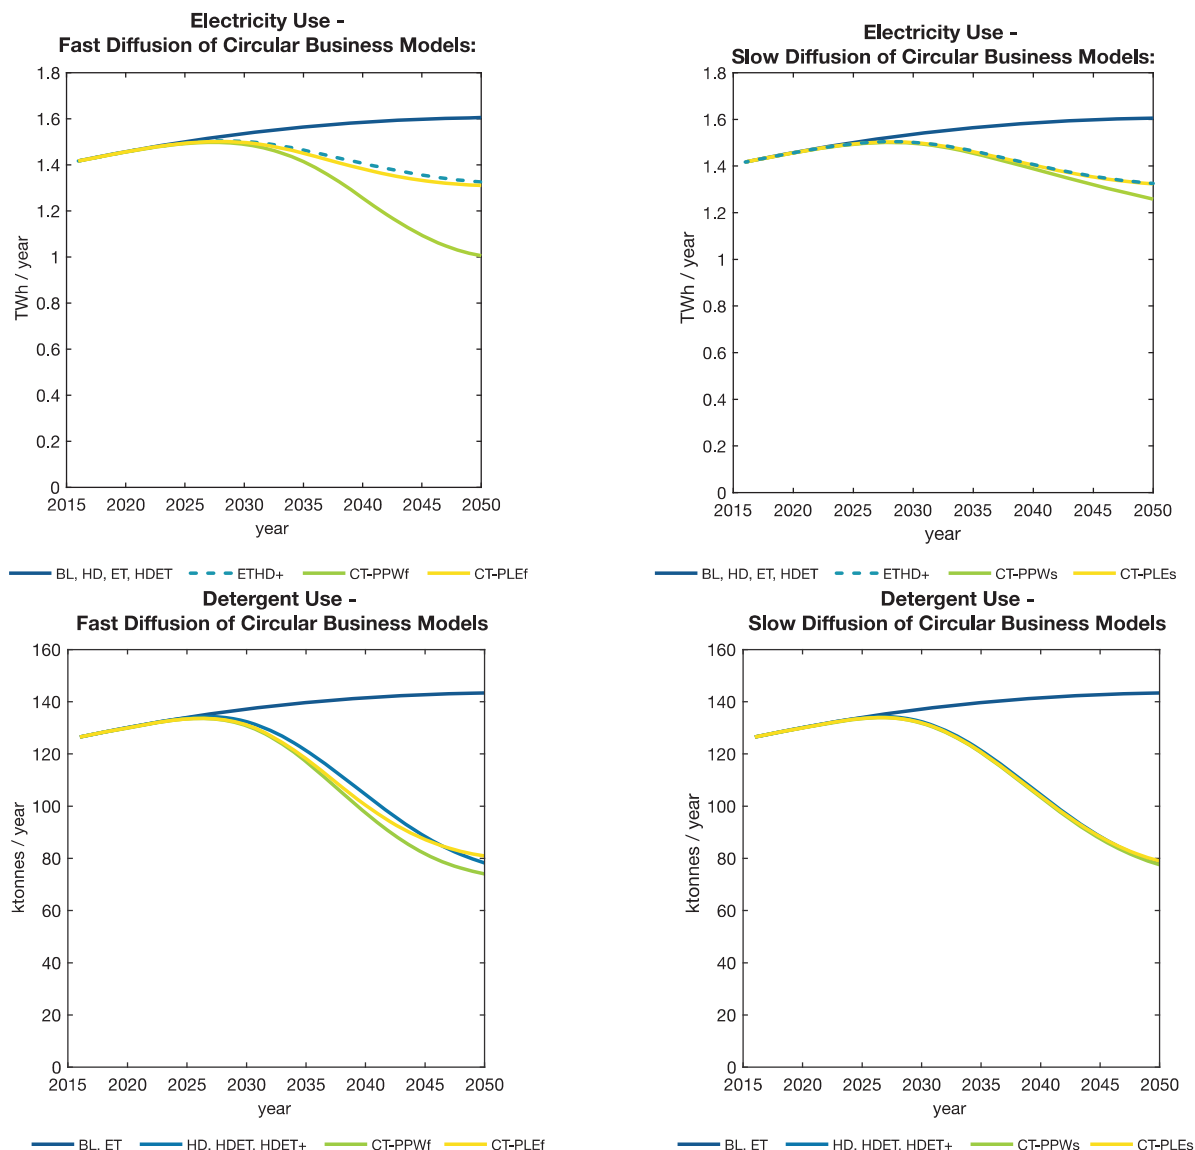 Electricity Use -
Fast Diffusion of Circular Business Models:
1.8
1.6
1.4
1.2
1
0.8
0.6
0.4
0.2
0
TWh / year
2015 2020 2025 2030 2035 2040 2045 2050
year
BL, HD, ET, HDET ETHD+ CT-PPWf CT-PLEf
Electricity Use -
Slow Diffusion of Circular Business Models:
1.8
1.6
1.4
1.2
1
0.8
0.6
0.4
0.2
0
TWh / year
2015 2020 2025 2030 2035 2040 2045 2050
year
BL, HD, ET, HDET ETHD+ CT-PPWs CT-PLEs
Detergent Use -
Fast Diffusion of Circular Business Models
160
140
120
100
80
60
40
20
0
ktonnes / year
2015 2020 2025 2030 2035 2040 2045 2050
year
BL, ET HD, HDET, HDET+ CT-PPWf CT-PLEf
Detergent Use -
Slow Diffusion of Circular Business Models
160
140
120
100
80
60
40
20
0
ktonnes / year
2015 2020 2025 2030 2035 2040 2045 2050
year
BL, ET HD, HDET, HDET+ CT-PPWs CT-PLEs